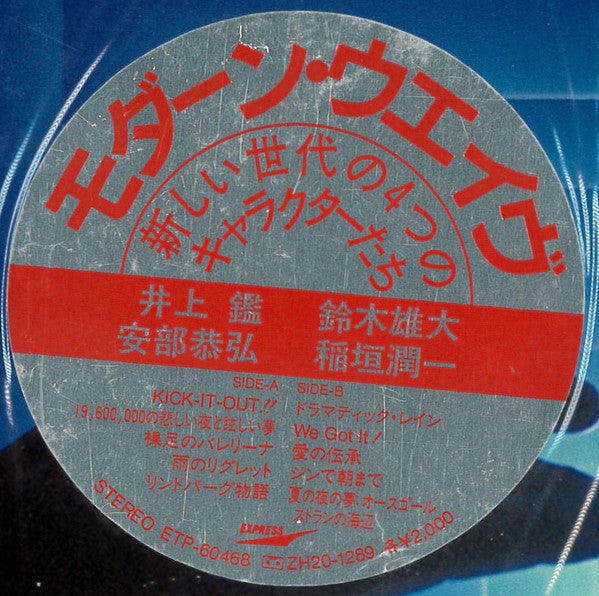 モダーン・ウエイヴ
新しい世代の4つの
キャラクターたち
井上 鑑 鈴木雄大
安部恭弘 稲垣潤一
SIDE-A
KICK-IT-OUT!!
19,600,000の悲しい夜と眩しい夢
裸足のバレリーナ
雨のリグレット
リンドバーグ物語
SIDE-B
ドラマティック・レイン
We Got It!
愛の伝承
ジンで朝まで
夏の夜の夢、オースゴール
ストランの海辺
EXPRESS
STEREO ETP-60468 ZH20-1289 各¥2,000